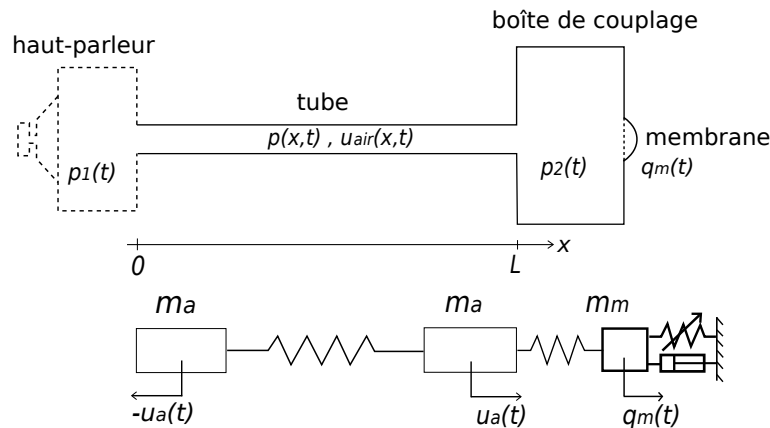 boîte de couplage
haut-parleur
tube
p(x,t) , uair(x,t)
membrane
p1(t)
p2(t)
qm(t)
x
0
L
ma
ma
mm
-ua(t)
ua(t)
qm(t)